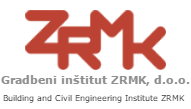 ZRMK
Gradbeni inštitut ZRMK, d.o.o.
Building and Civil Engineering Institute ZRMK